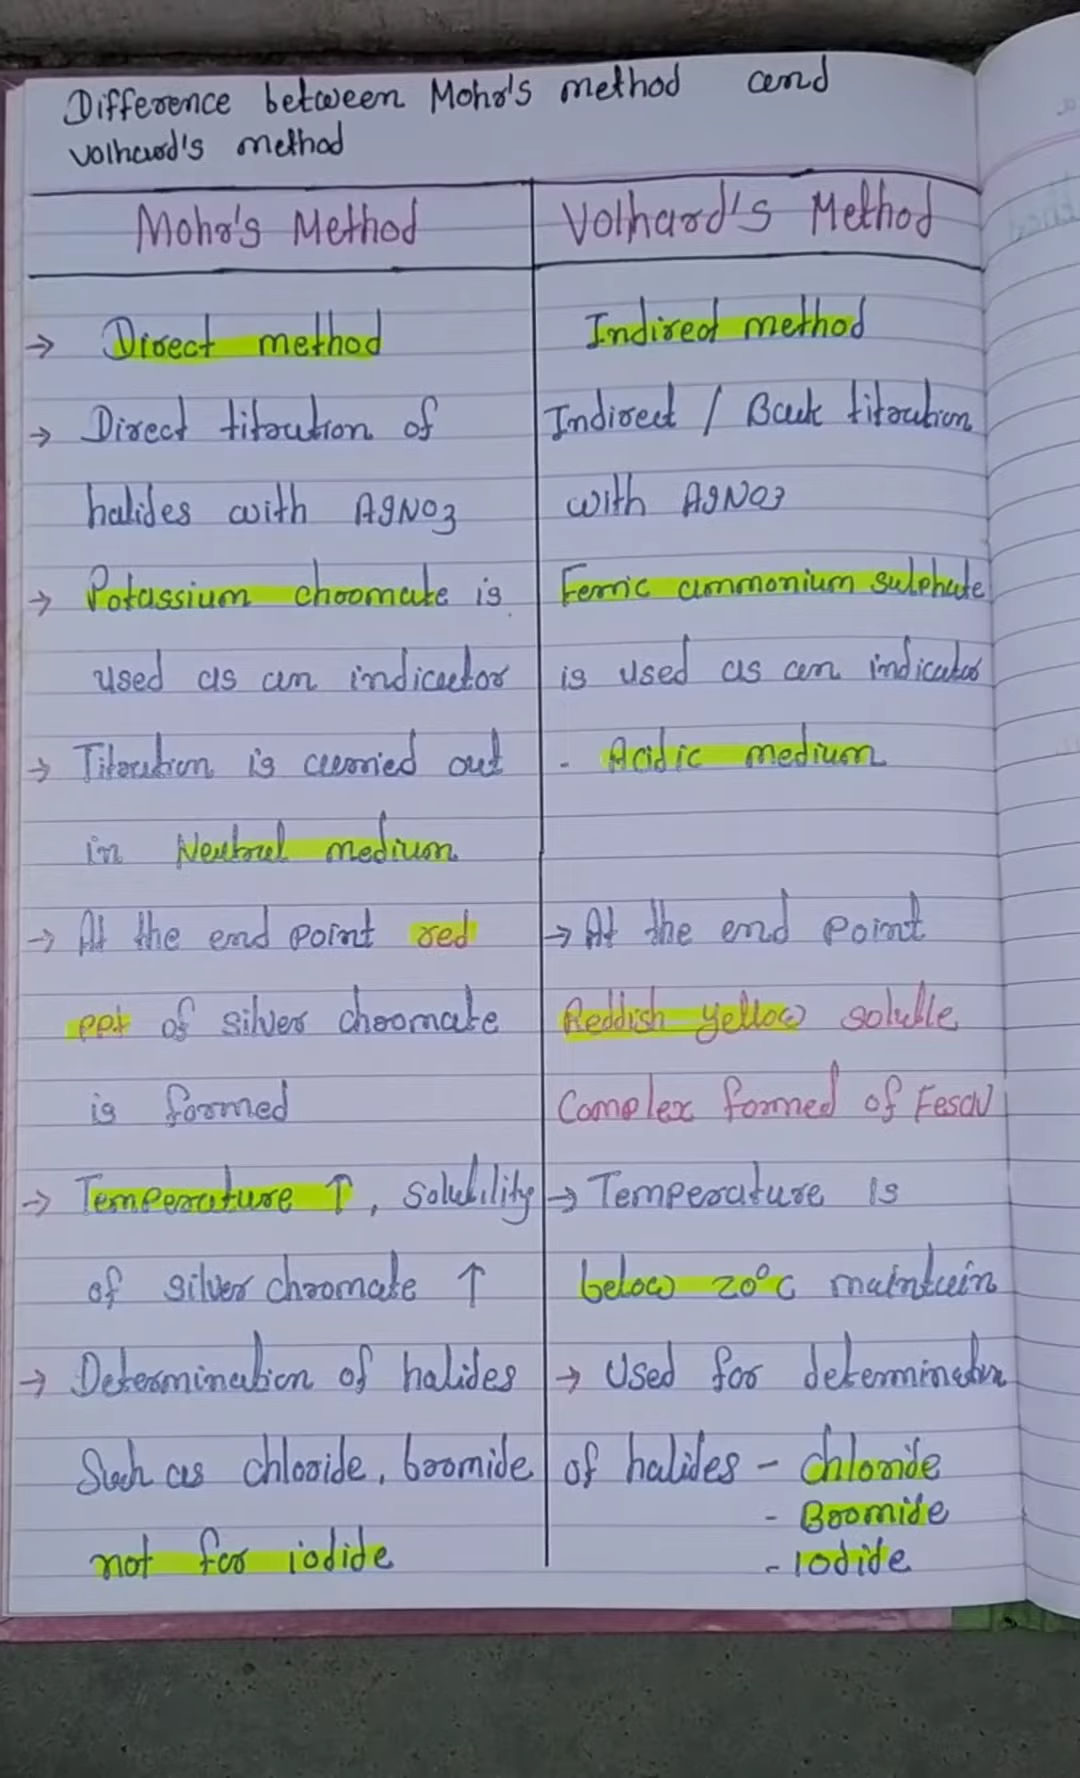 Difference between Mohr's method and
Volhard's method
Mohr's Method
Volhard's Method
→ Direct method
Indirect method
→ Direct titration of
Indirect / Back titration
halides with AgNO3
with AgNO3
→ Potassium chromate is
Ferric ammonium sulphate
used as an indicator
is used as an indicator
→ Titration is carried out
- Acidic medium
in Neutral medium
→ At the end point red
→ At the end point
ppt of silver chromate
Reddish yellow soluble
is formed
Complex formed of
→ Temperature ↑, solubility
→ Temperature is
of silver chromate ↑
below 20°C maintain
→ Determination of halides
→ Used for determination
Such as chloride, bromide
of halides - chloride
- Bromide
not for iodide
- Iodide